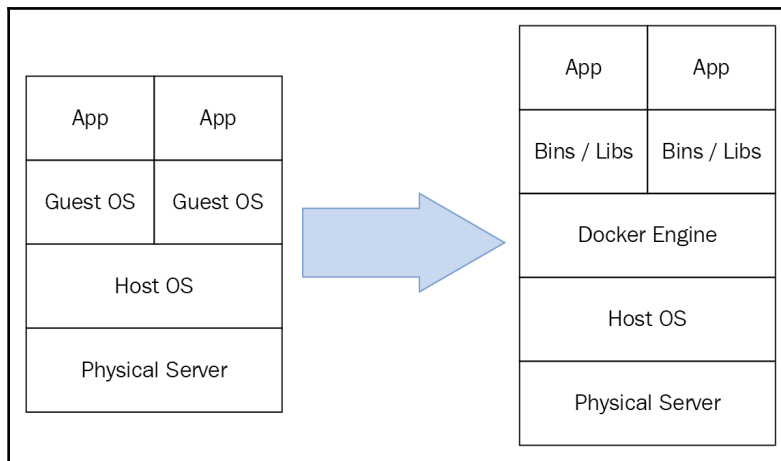 App
App
Guest OS
Guest OS
Host OS
Physical Server
App
App
Bins / Libs
Bins / Libs
Docker Engine
Host OS
Physical Server